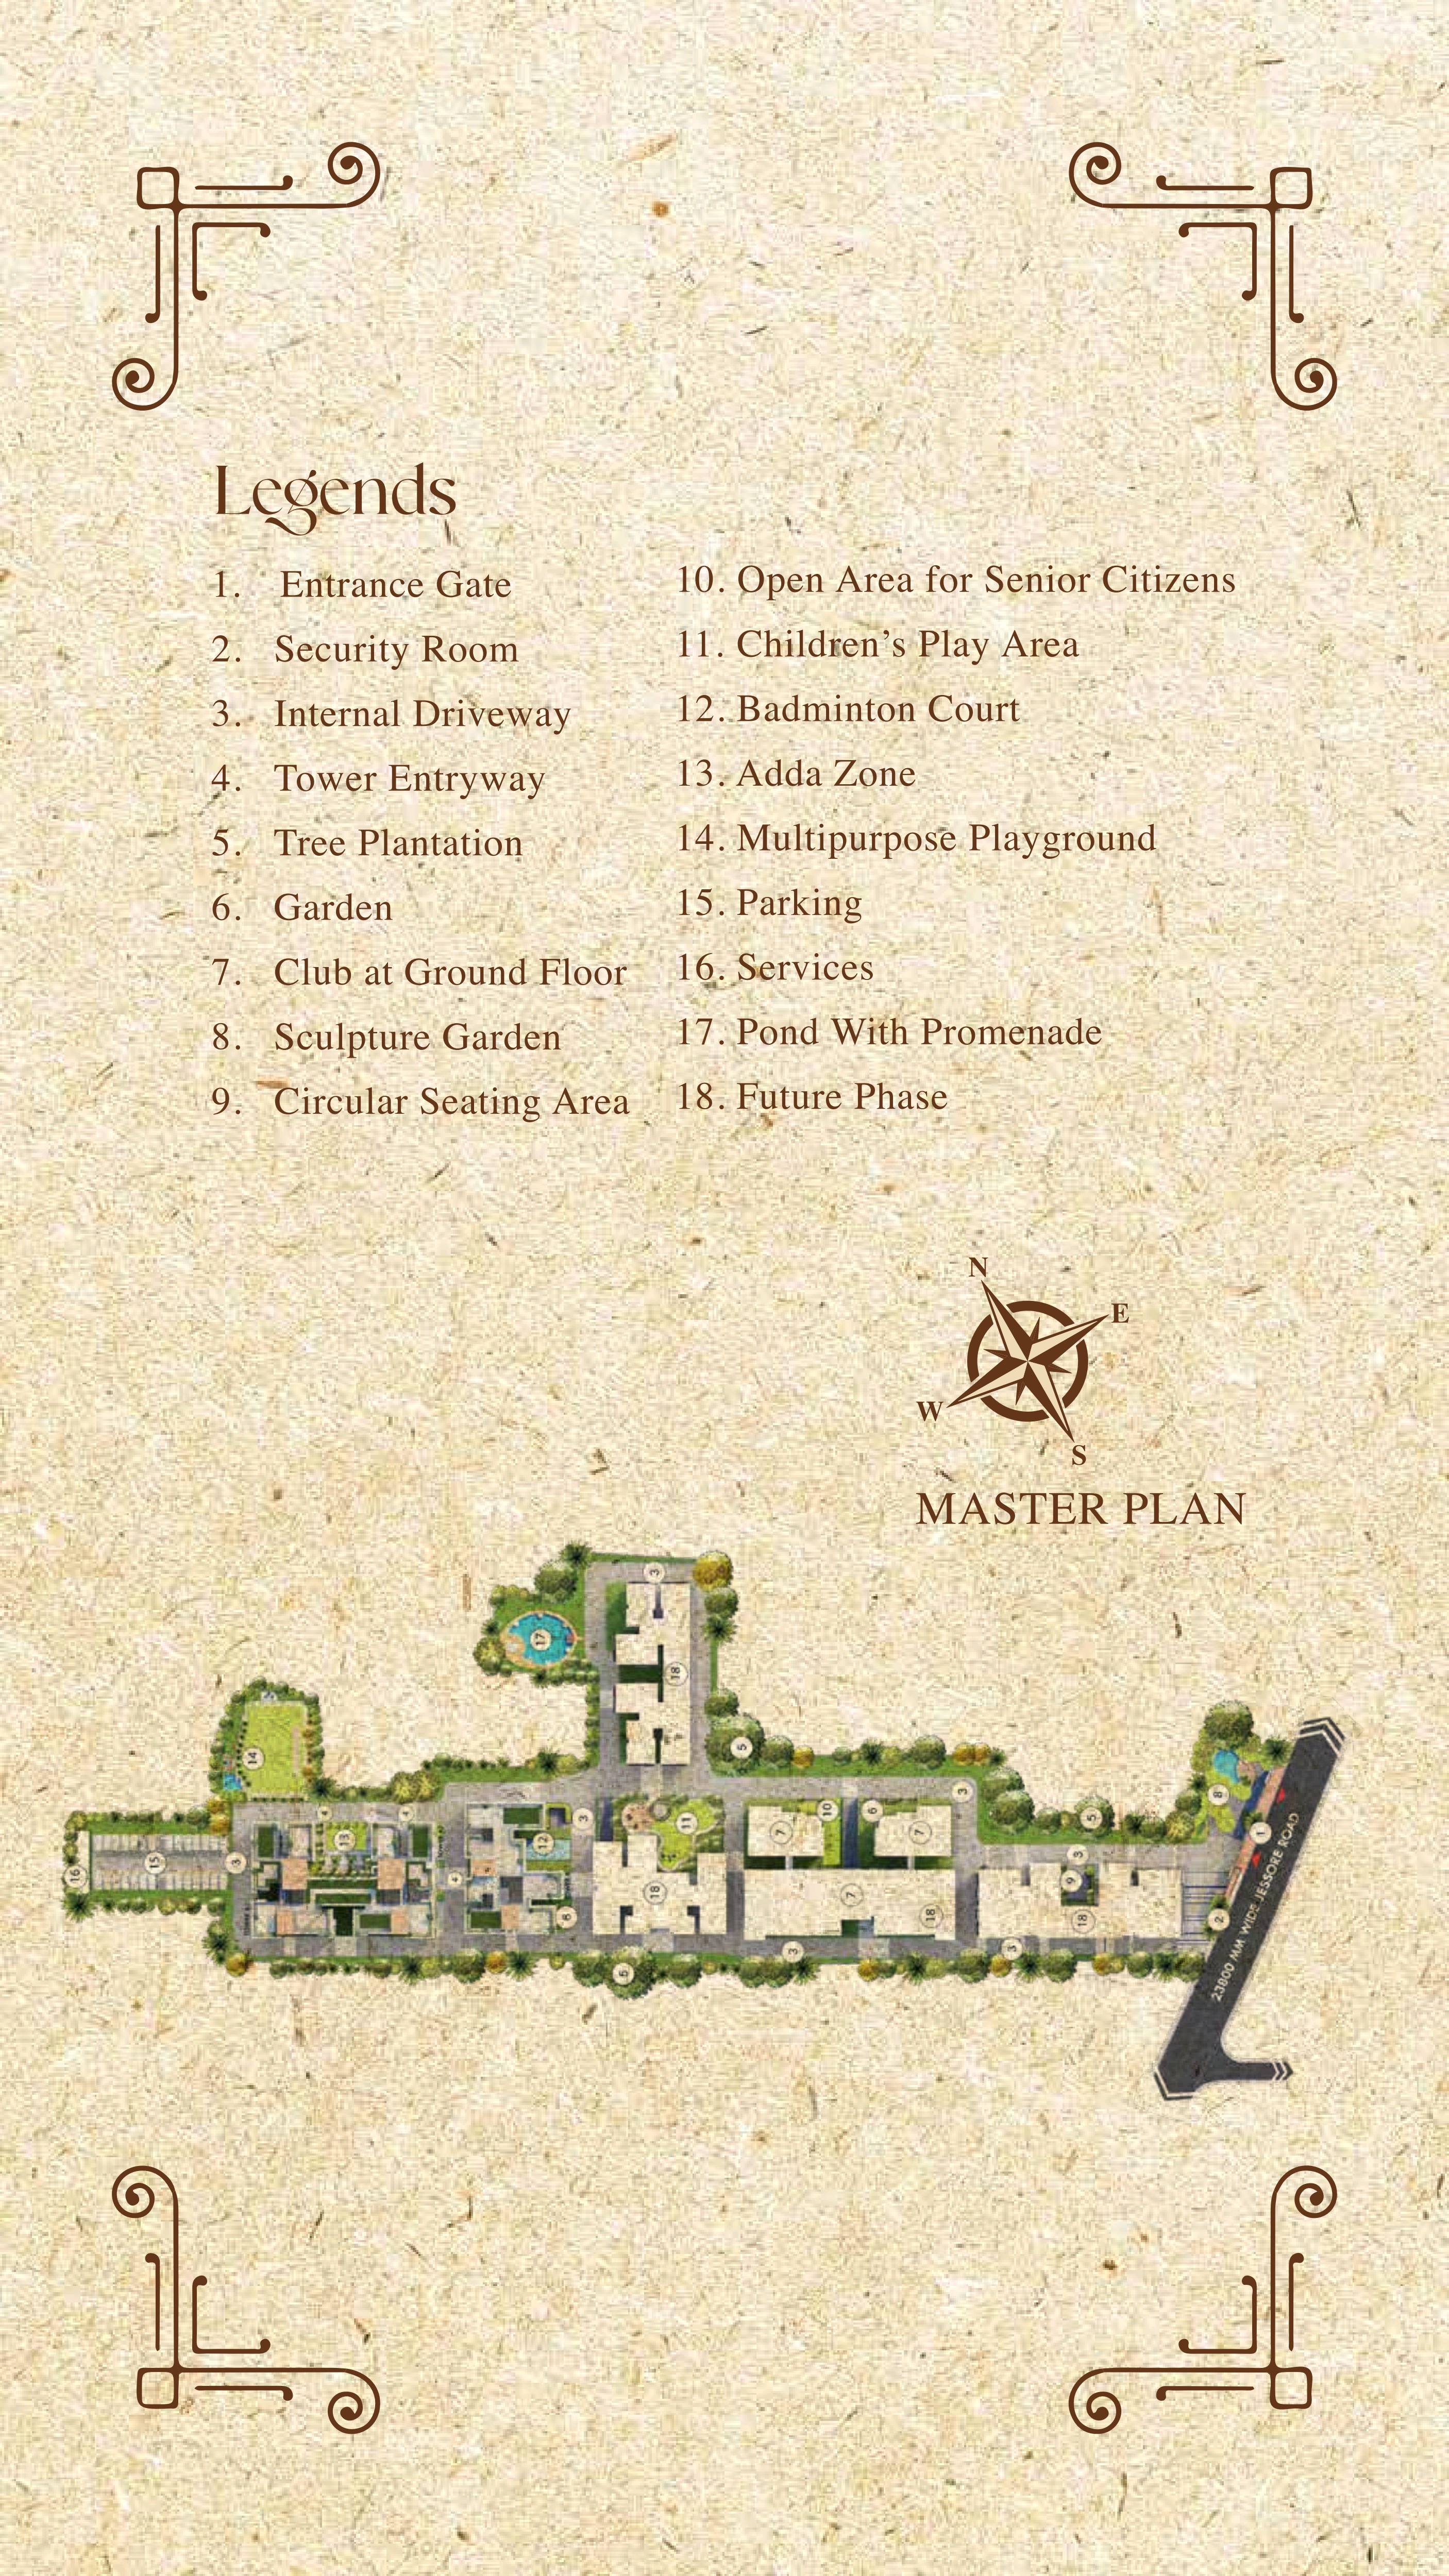 Legends
1. Entrance Gate
2. Security Room
3. Internal Driveway
4. Tower Entryway
5. Tree Plantation
6. Garden
7. Club at Ground Floor
8. Sculpture Garden
9. Circular Seating Area
10. Open Area for Senior Citizens
11. Children’s Play Area
12. Badminton Court
13. Adda Zone
14. Multipurpose Playground
15. Parking
16. Services
17. Pond With Promenade
18. Future Phase
N
E
W
S
MASTER PLAN
3
17
18
14
5
3
4
4
13
12
3
11
7
10
6
7
3
5
8
1
16
15
3
4
18
7
18
9
3
18
2
3
3
23800 MM WIDE JESSORE ROAD